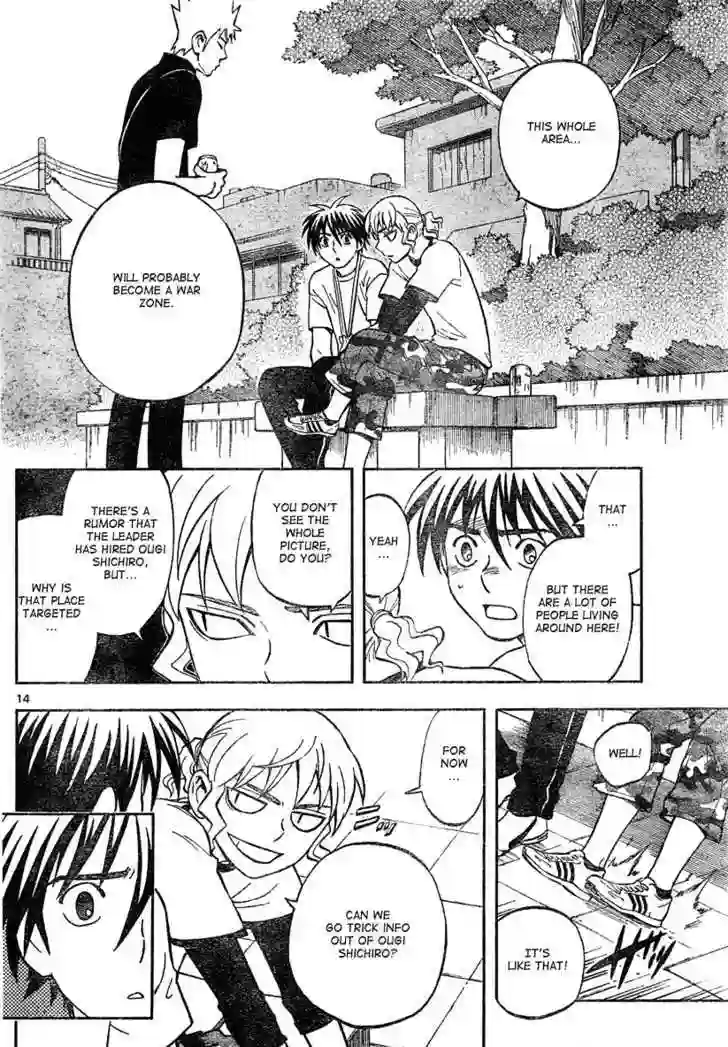 THIS WHOLE
AREA...
WILL PROBABLY
BECOME A WAR
ZONE.
THAT
...
BUT THERE
ARE A LOT OF
PEOPLE LIVING
AROUND HERE!
YEAH
...
YOU DON'T
SEE THE
WHOLE
PICTURE,
DO YOU?
THERE'S A
RUMOR THAT
THE LEADER
HAS HIRED OUGI
SHICHIRO,
BUT...
WHY IS
THAT PLACE
TARGETED
...
14
WELL!
IT'S
LIKE THAT!
FOR
NOW
...
CAN WE
GO TRICK INFO
OUT OF OUGI
SHICHIRO?